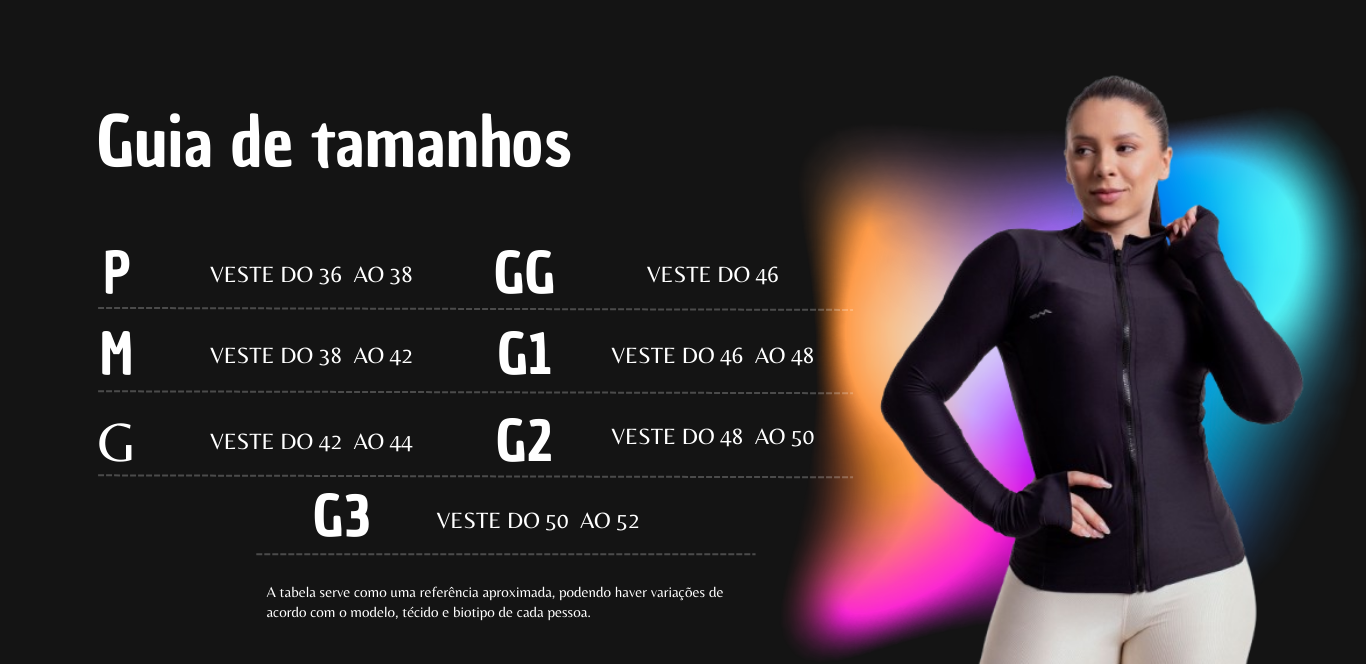 Guia de tamanhos
P VESTE DO 36 AO 38
GG VESTE DO 46
M VESTE DO 38 AO 42
G1 VESTE DO 46 AO 48
G VESTE DO 42 AO 44
G2 VESTE DO 48 AO 50
G3 VESTE DO 50 AO 52
A tabela serve como uma referência aproximada, podendo haver variações de
acordo com o modelo, técido e biotipo de cada pessoa.